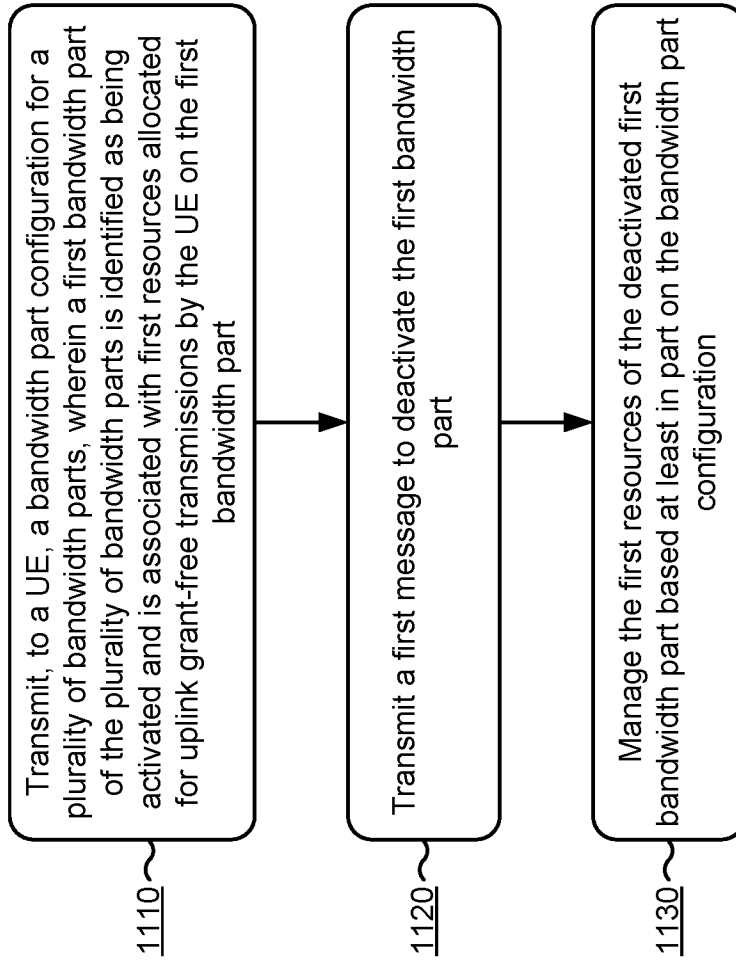 1110
Transmit, to a UE, a bandwidth part configuration for a
plurality of bandwidth parts, wherein a first bandwidth part
of the plurality of bandwidth parts is identified as being
activated and is associated with first resources allocated
for uplink grant-free transmissions by the UE on the first
bandwidth part
1120
Transmit a first message to deactivate the first bandwidth
part
1130
Manage the first resources of the deactivated first
bandwidth part based at least in part on the bandwidth part
configuration